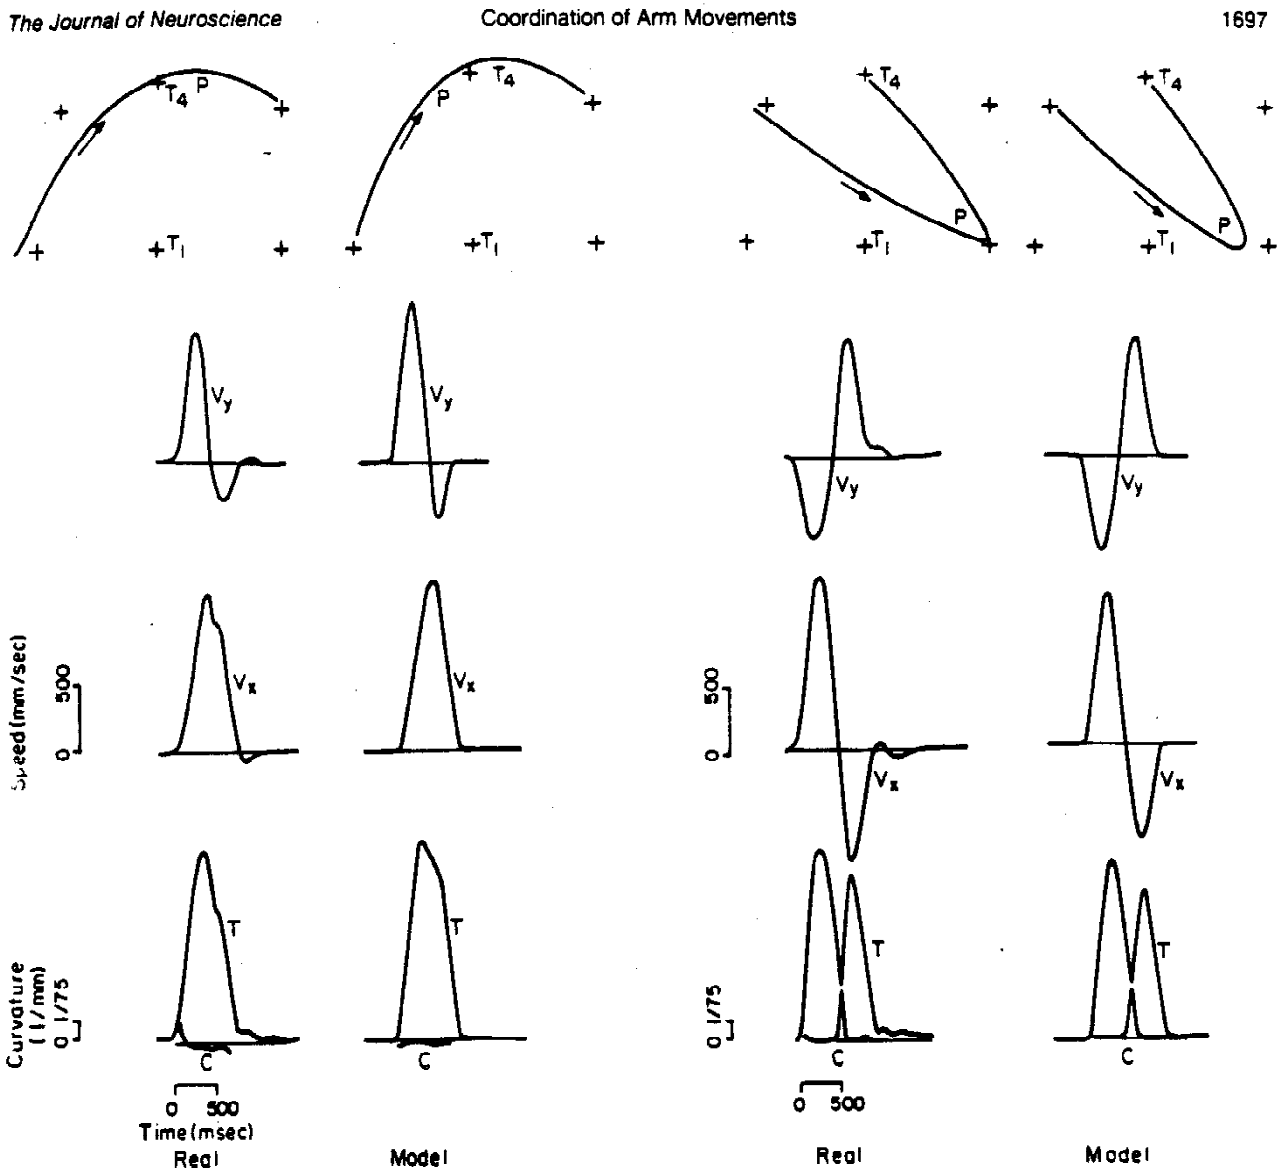 The Journal of Neuroscience Coordination of Arm Movements 1697
T4 P T4 P T4 T4
P P
T1 T1 T1 T1
Vy Vy Vy Vy
Speed(mm/sec) 0 500 Vx Vx 0 500 Vx Vx
Curvature (1/mm) 0 1/75 T T 0 1/75 T T
C C C C
0 500 0 500
Time(msec)
Real Model Real Model